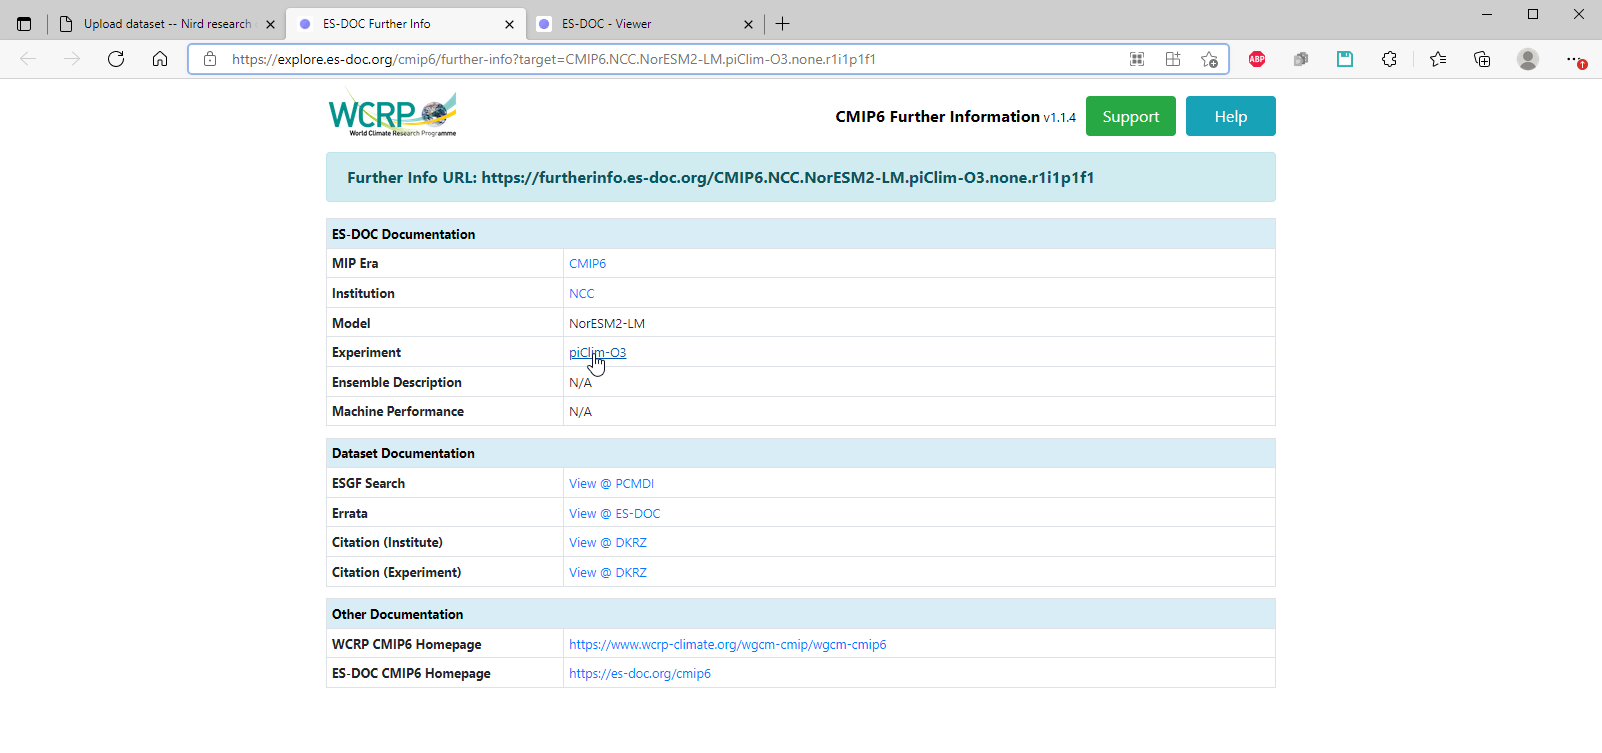 Upload dataset -- Nird research
ES-DOC Further Info
ES-DOC - Viewer
https://explore.es-doc.org/cmip6/further-info?target=CMIP6.NCC.NorESM2-LM.piClim-O3.none.r1i1p1f1
ABP
WCRP
World Climate Research Programme
CMIP6 Further Information v1.1.4
Support
Help
Further Info URL: https://furtherinfo.es-doc.org/CMIP6.NCC.NorESM2-LM.piClim-O3.none.r1i1p1f1
ES-DOC Documentation
MIP Era CMIP6
Institution NCC
Model NorESM2-LM
Experiment piClim-O3
Ensemble Description N/A
Machine Performance N/A
Dataset Documentation
ESGF Search View @ PCMDI
Errata View @ ES-DOC
Citation (Institute) View @ DKRZ
Citation (Experiment) View @ DKRZ
Other Documentation
WCRP CMIP6 Homepage https://www.wcrp-climate.org/wgcm-cmip/wgcm-cmip6
ES-DOC CMIP6 Homepage https://es-doc.org/cmip6